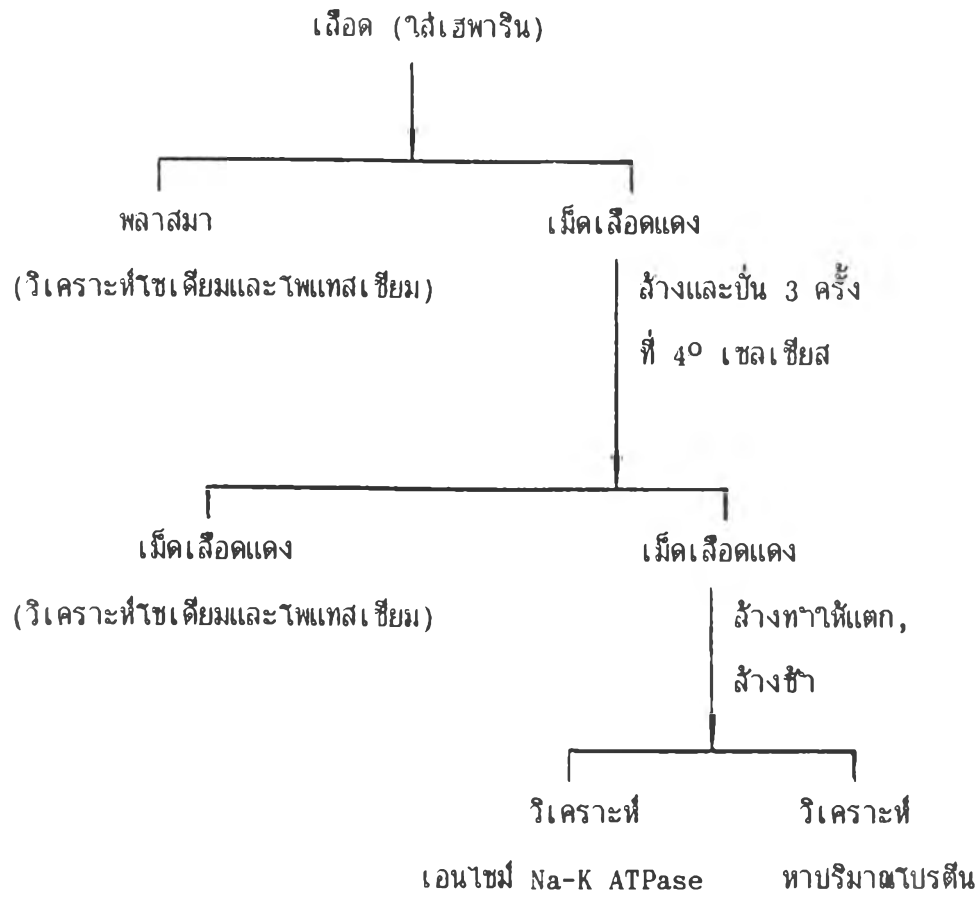 เลือด (ใส่เฮพาริน)
พลาสมา
เม็ดเลือดแดง
(วิเคราะห์โซเดียมและโพแทสเซียม)
ล้างและปั่น 3 ครั้ง
ที่ 4º เซลเซียส
เม็ดเลือดแดง
เม็ดเลือดแดง
(วิเคราะห์โซเดียมและโพแทสเซียม)
ล้างทำให้แตก,
ล้างซ้ำ
วิเคราะห์
วิเคราะห์
เอนไซม์ Na-K ATPase
หาปริมาณโปรตีน